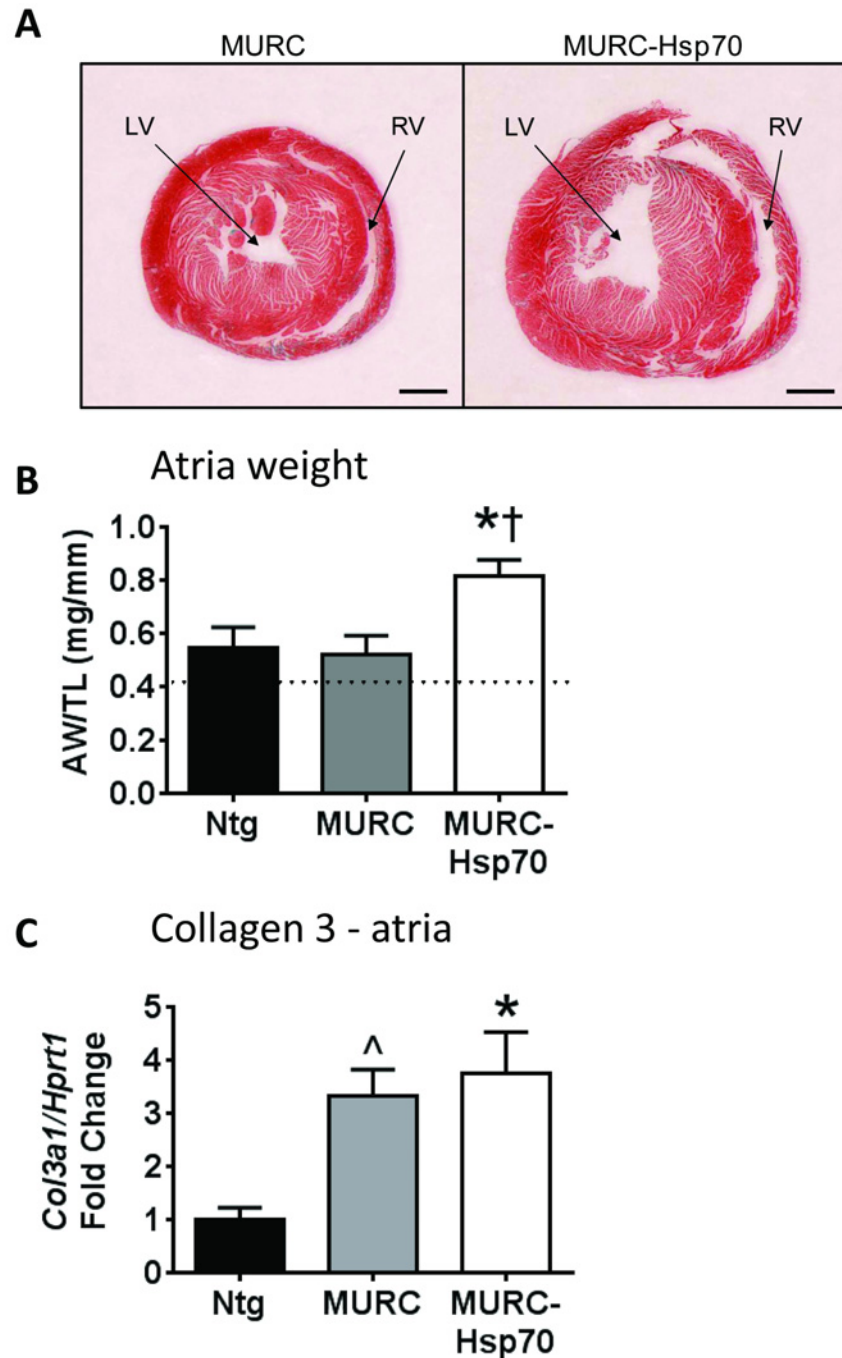 A
MURC
MURC-Hsp70
LV
RV
LV
RV
B
Atria weight
*†
AW/TL (mg/mm)
1.0
0.8
0.6
0.4
0.2
0.0
Ntg
MURC
MURC-
Hsp70
C
Collagen 3 - atria
^
*
Col3a1/Hprt1
Fold Change
5
4
3
2
1
0
Ntg
MURC
MURC-
Hsp70